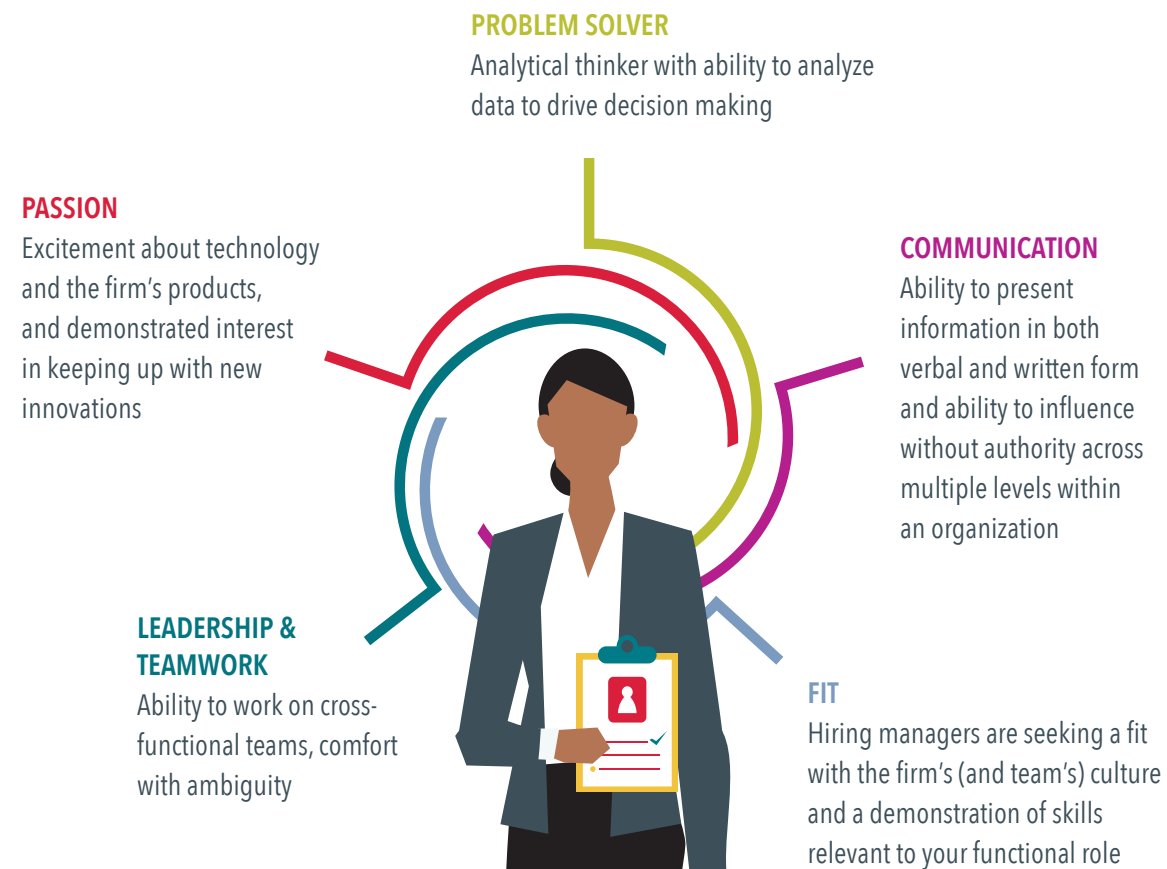 PROBLEM SOLVER
Analytical thinker with ability to analyze
data to drive decision making
PASSION
Excitement about technology
and the firm's products,
and demonstrated interest
in keeping up with new
innovations
COMMUNICATION
Ability to present
information in both
verbal and written form
and ability to influence
without authority across
multiple levels within
an organization
LEADERSHIP &
TEAMWORK
Ability to work on cross-
functional teams, comfort
with ambiguity
FIT
Hiring managers are seeking a fit
with the firm's (and team's) culture
and a demonstration of skills
relevant to your functional role